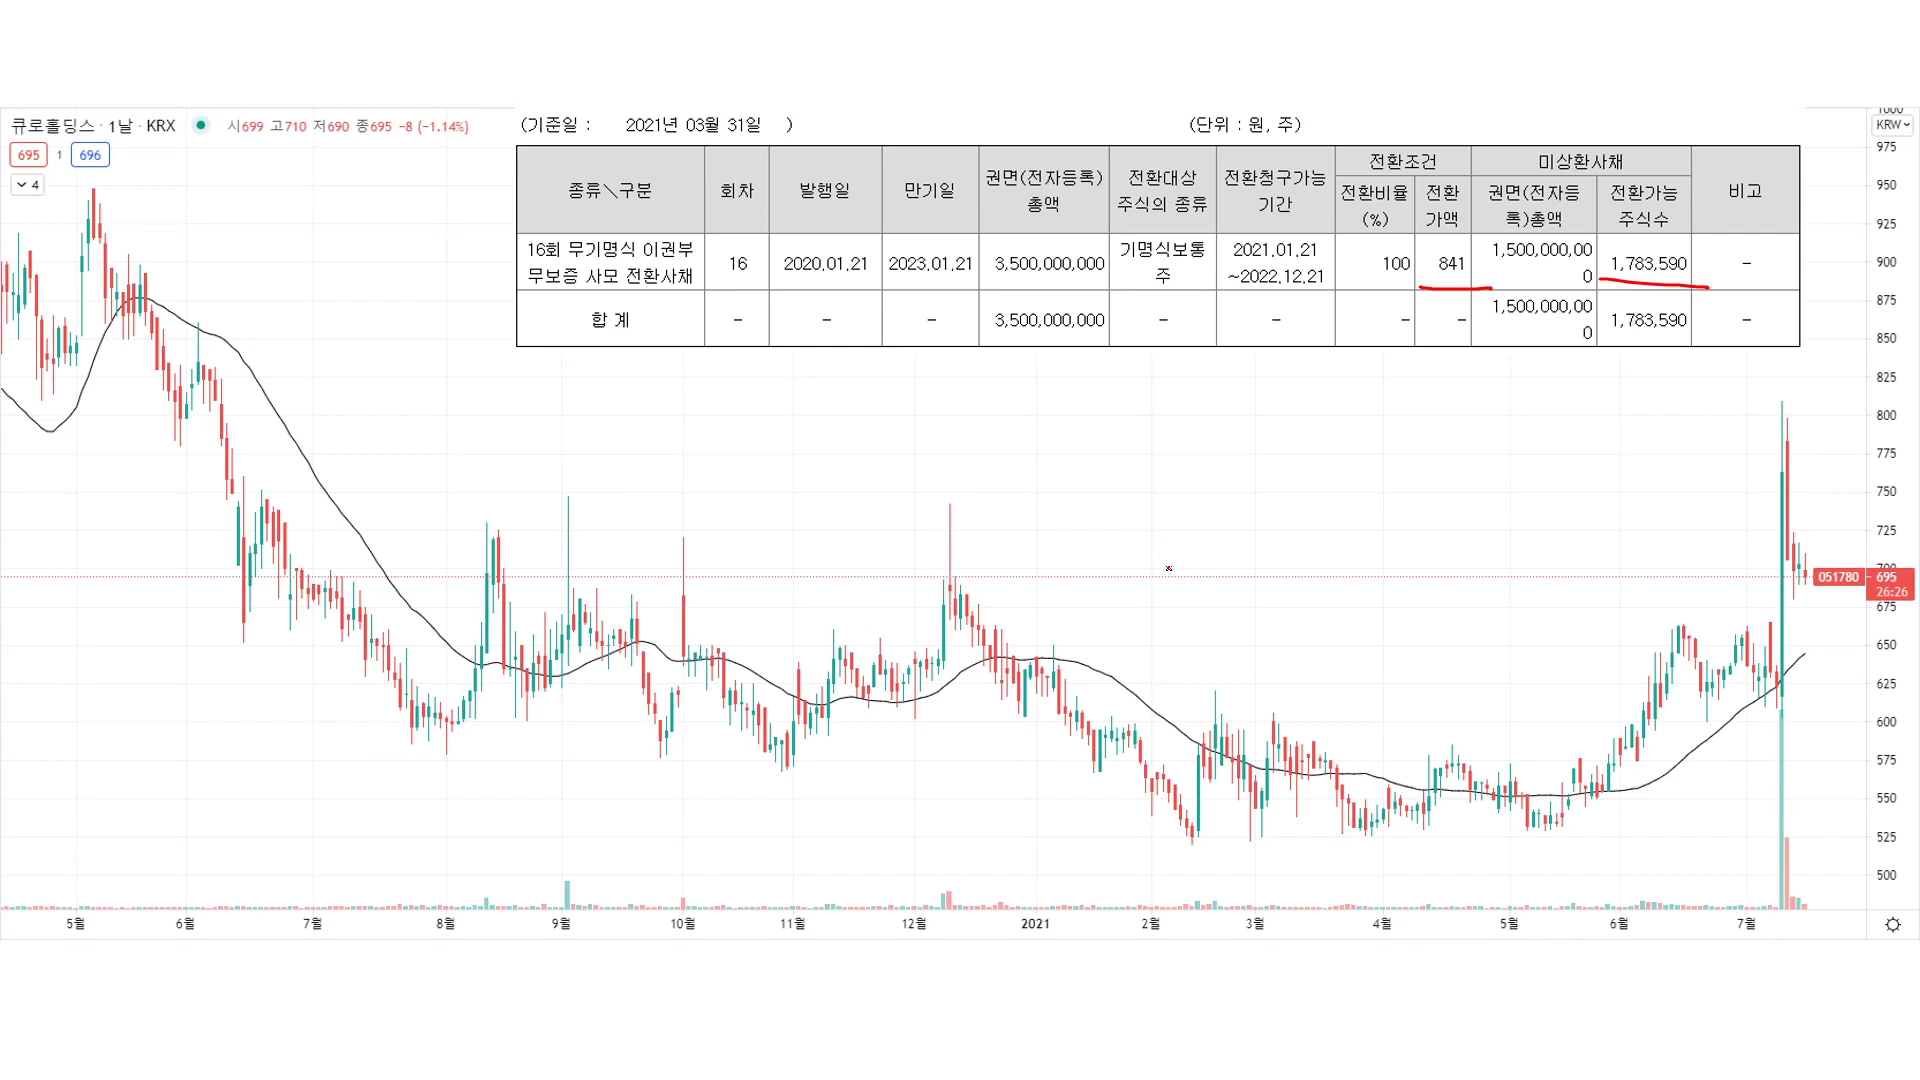 큐로홀딩스 · 1날 · KRX 시699 고710 저690 종695 -8 (-1.14%)
695 1 696
4
(기준일 : 2021년 03월 31일 ) (단위 : 원, 주)
종류\구분 회차 발행일 만기일 권면(전자등록)총액 전환대상 주식의 종류 전환청구가능기간 전환조건 미상환사채 비고
전환비율(%) 전환가액 권면(전자등록)총액 전환가능주식수
16회 무기명식 이권부 무보증 사모 전환사채 16 2020.01.21 2023.01.21 3,500,000,000 기명식보통주 2021.01.21 ~2022.12.21 100 841 1,500,000,000 1,783,590 -
합 계 - - - 3,500,000,000 - - - - 1,500,000,000 1,783,590 -
1000
KRW
975
950
925
900
875
850
825
800
775
750
725
700
051780 695
26:26
675
650
625
600
575
550
525
500
5월 6월 7월 8월 9월 10월 11월 12월 2021 2월 3월 4월 5월 6월 7월